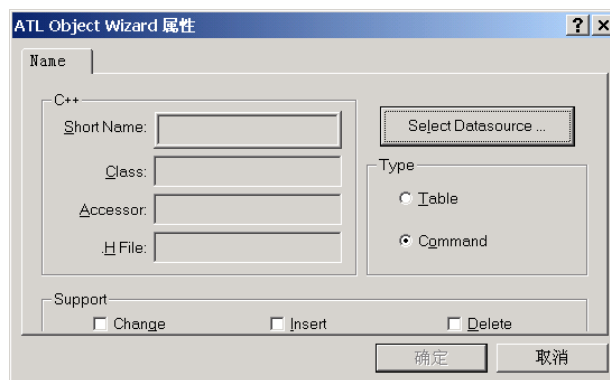 ATL Object Wizard 属性
Name
C++
Short Name:
Class:
Accessor:
.H File:
Select Datasource ...
Type
Table
Command
Support
Change Insert Delete
确定 取消